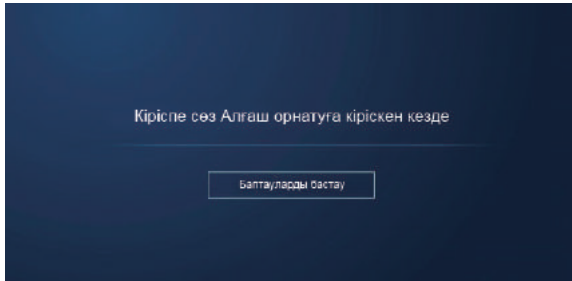 Кіріспе сөз Алғаш орнатуға кіріскен кезде
Баптауларды бастау